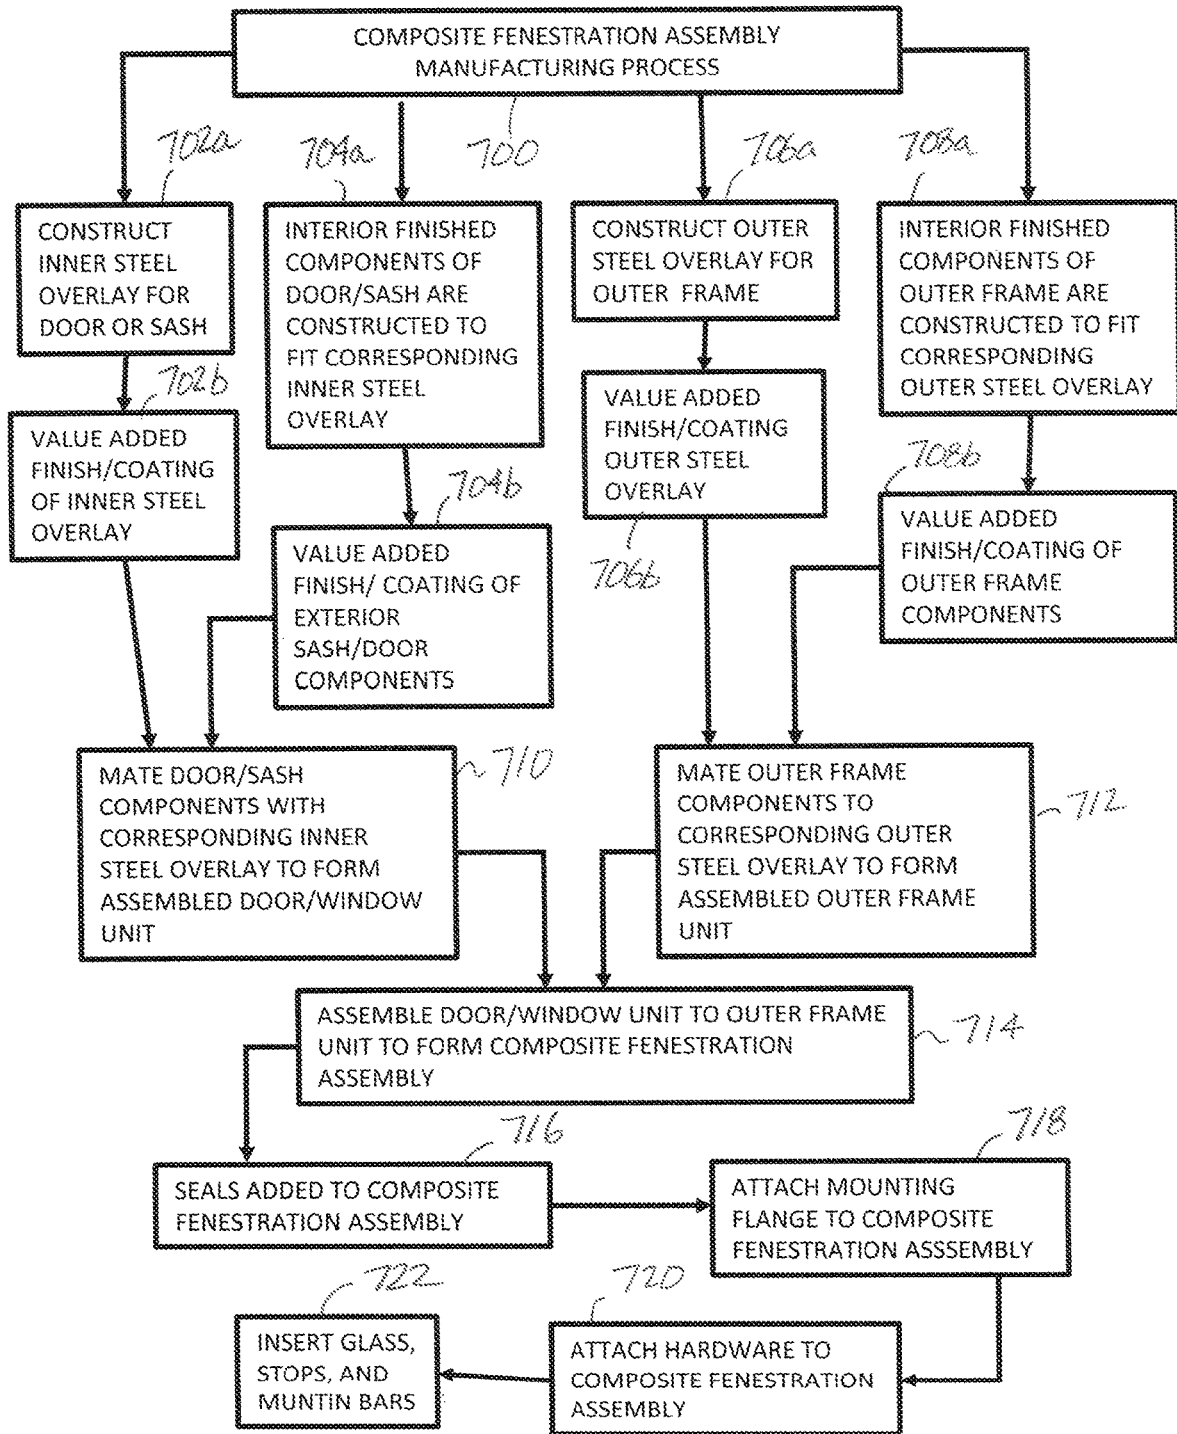 COMPOSITE FENESTRATION ASSEMBLY
MANUFACTURING PROCESS
700
702a
CONSTRUCT
INNER STEEL
OVERLAY FOR
DOOR OR SASH
704a
INTERIOR FINISHED
COMPONENTS OF
DOOR/SASH ARE
CONSTRUCTED TO
FIT CORRESPONDING
INNER STEEL
OVERLAY
706a
CONSTRUCT OUTER
STEEL OVERLAY FOR
OUTER FRAME
708a
INTERIOR FINISHED
COMPONENTS OF
OUTER FRAME ARE
CONSTRUCTED TO FIT
CORRESPONDING
OUTER STEEL OVERLAY
702b
VALUE ADDED
FINISH/COATING
OF INNER STEEL
OVERLAY
704b
VALUE ADDED
FINISH/ COATING OF
EXTERIOR
SASH/DOOR
COMPONENTS
VALUE ADDED
FINISH/COATING
OUTER STEEL
OVERLAY
706b
708b
VALUE ADDED
FINISH/COATING OF
OUTER FRAME
COMPONENTS
MATE DOOR/SASH
COMPONENTS WITH
CORRESPONDING INNER
STEEL OVERLAY TO FORM
ASSEMBLED DOOR/WINDOW
UNIT
710
MATE OUTER FRAME
COMPONENTS TO
CORRESPONDING OUTER
STEEL OVERLAY TO FORM
ASSEMBLED OUTER FRAME
UNIT
712
ASSEMBLE DOOR/WINDOW UNIT TO OUTER FRAME
UNIT TO FORM COMPOSITE FENESTRATION
ASSEMBLY
714
716
SEALS ADDED TO COMPOSITE
FENESTRATION ASSEMBLY
718
ATTACH MOUNTING
FLANGE TO COMPOSITE
FENESTRATION ASSSEMBLY
720
ATTACH HARDWARE TO
COMPOSITE FENESTRATION
ASSEMBLY
722
INSERT GLASS,
STOPS, AND
MUNTIN BARS